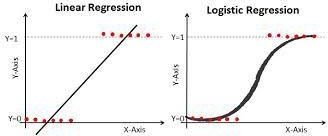 Linear Regression
Y=1
Y-Axis
Y=0
X-Axis
Logistic Regression
Y=1
Y-Axis
Y=0
X-Axis